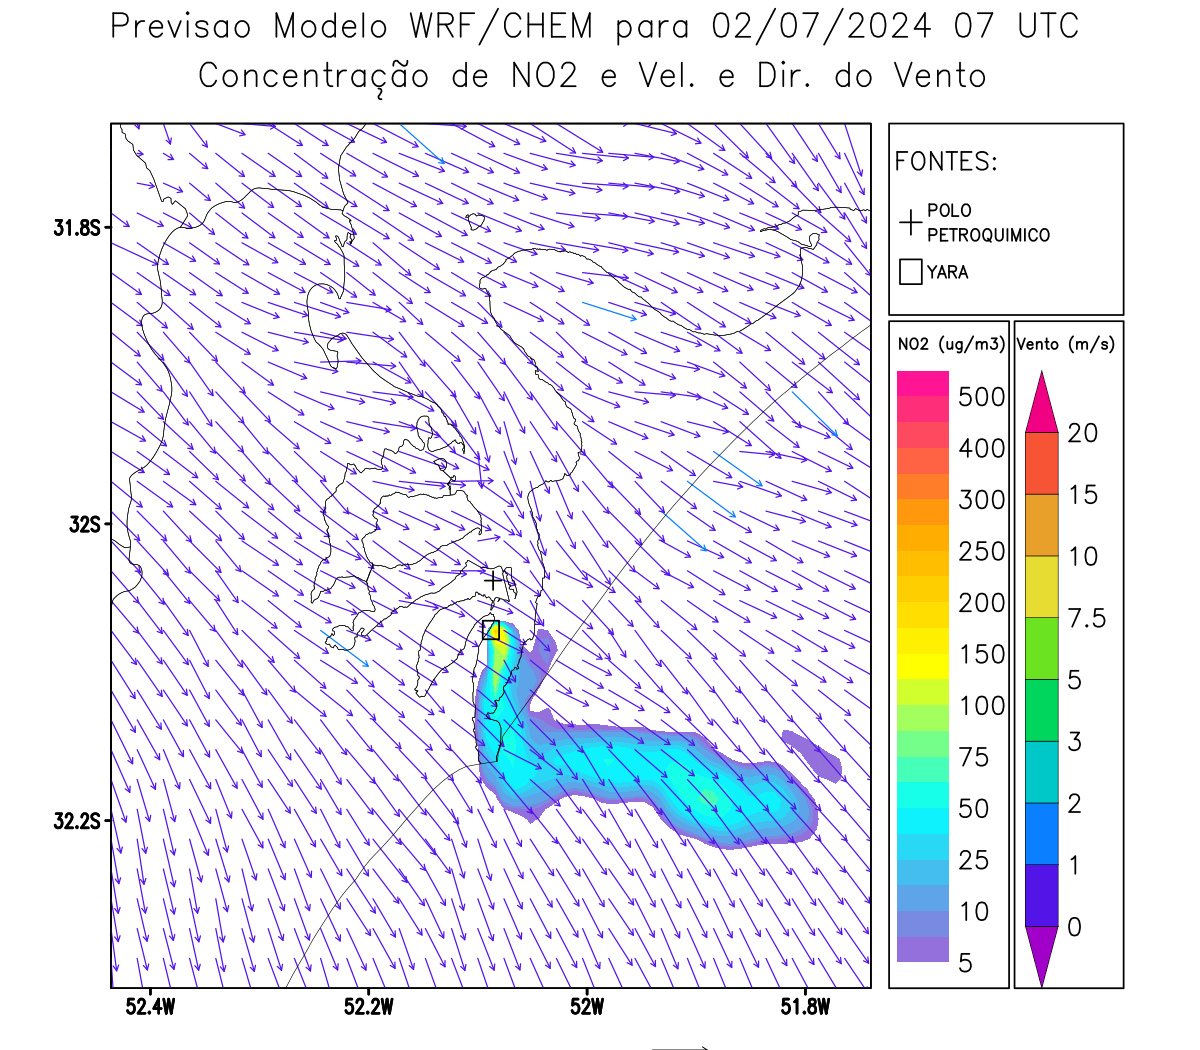 Previsao Modelo WRF/CHEM para 02/07/2024 07 UTC
Concentração de NO2 e Vel. e Dir. do Vento
FONTES:
POLO
PETROQUIMICO
YARA
NO2 (ug/m3)
500
400
300
250
200
150
100
75
50
25
10
5
Vento (m/s)
20
15
10
7.5
5
3
2
1
0
31.8S
32S
32.2S
52.4W
52.2W
52W
51.8W